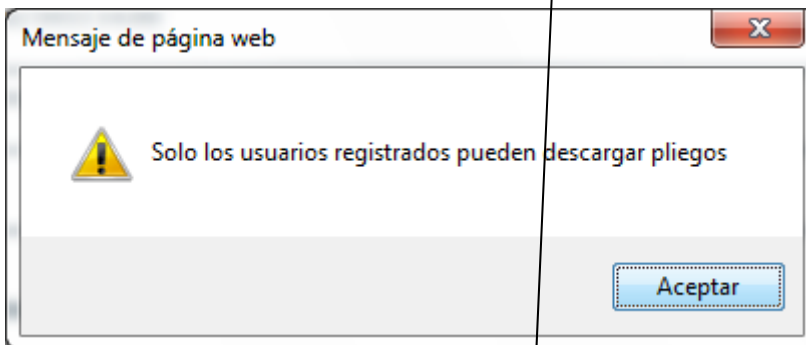 Mensaje de página web
Solo los usuarios registrados pueden descargar pliegos
Aceptar